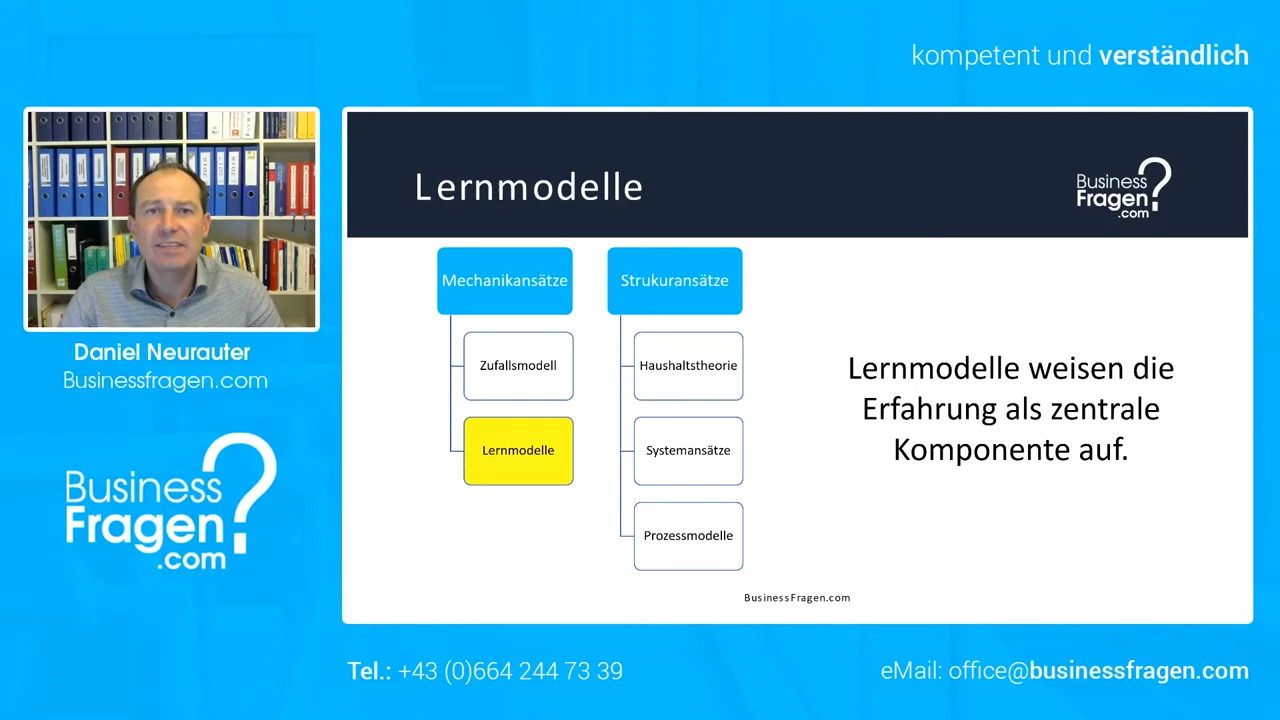 kompetent und verständlich
Lernmodelle
Business
Fragen
.com
?
Mechanikansätze
Strukuransätze
Zufallsmodell
Haushaltstheorie
Lernmodelle
Systemansätze
Prozessmodelle
Lernmodelle weisen die
Erfahrung als zentrale
Komponente auf.
BusinessFragen.com
Daniel Neurauter
Businessfragen.com
Business
Fragen
.com
?
Tel.: +43 (0)664 244 73 39
eMail: office@businessfragen.com